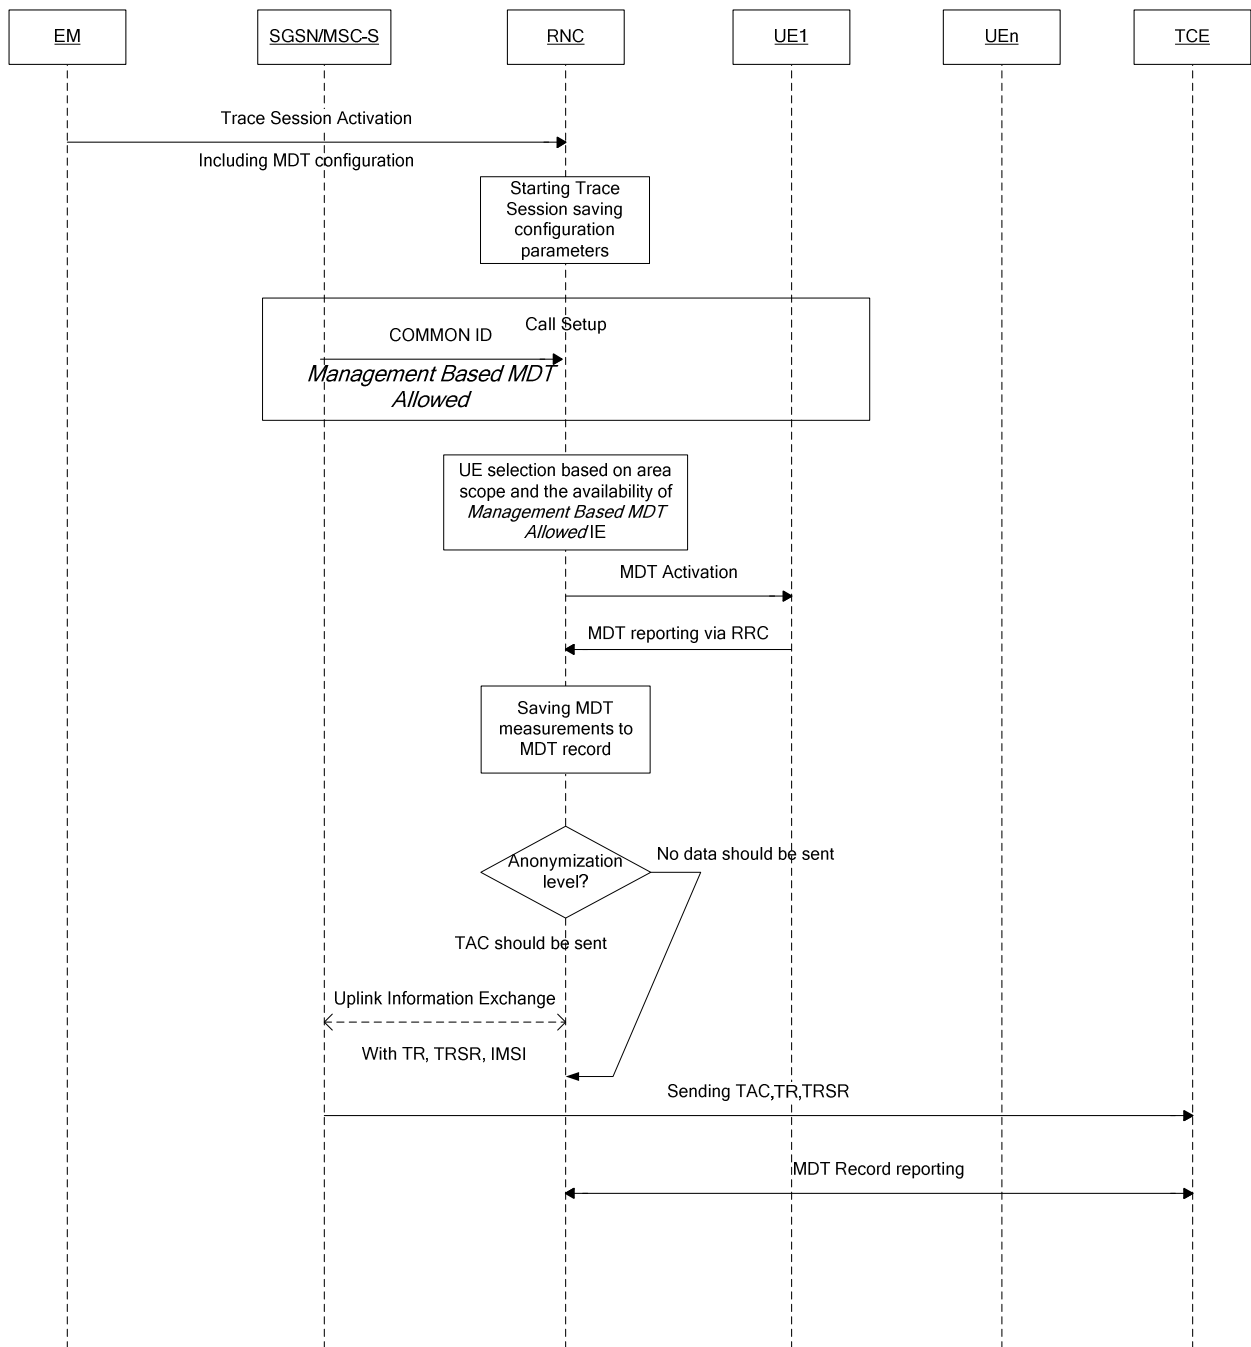 EM
SGSN/MSC-S
RNC
UE1
UEn
TCE
Trace Session Activation
Including MDT configuration
Starting Trace
Session saving
configuration
parameters
Call Setup
COMMON ID
Management Based MDT
Allowed
UE selection based on area
scope and the availability of
Management Based MDT
Allowed IE
MDT Activation
MDT reporting via RRC
Saving MDT
measurements to
MDT record
Anonymization
level?
No data should be sent
TAC should be sent
Uplink Information Exchange
With TR, TRSR, IMSI
Sending TAC,TR,TRSR
MDT Record reporting